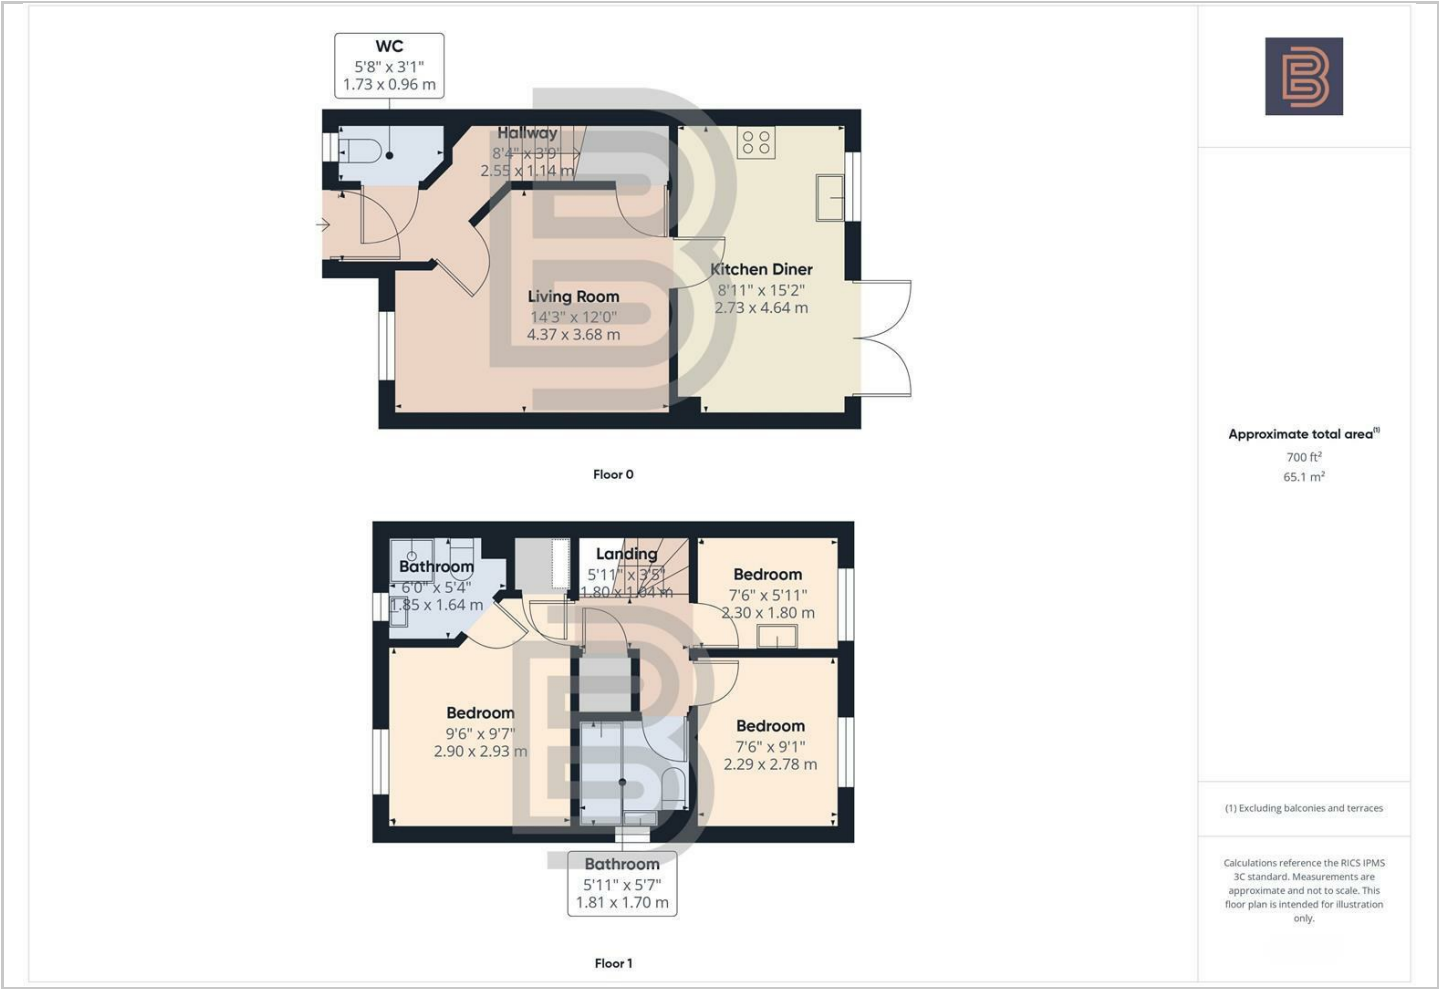 WC
5'8" x 3'1"
1.73 x 0.96 m
Hallway
8'4" x 3'9"
2.55 x 1.14 m
Living Room
14'3" x 12'0"
4.37 x 3.68 m
Kitchen Diner
8'11" x 15'2"
2.73 x 4.64 m
Floor 0
Bathroom
6'0" x 5'4"
1.85 x 1.64 m
Landing
5'11" x 3'5"
1.80 x 1.04 m
Bedroom
7'6" x 5'11"
2.30 x 1.80 m
Bedroom
9'6" x 9'7"
2.90 x 2.93 m
Bedroom
7'6" x 9'1"
2.29 x 2.78 m
Bathroom
5'11" x 5'7"
1.81 x 1.70 m
Floor 1
B
Approximate total area(1)
700 ft²
65.1 m²
(1) Excluding balconies and terraces
Calculations reference the RICS IPMS
3C standard. Measurements are
approximate and not to scale. This
floor plan is intended for illustration
only.